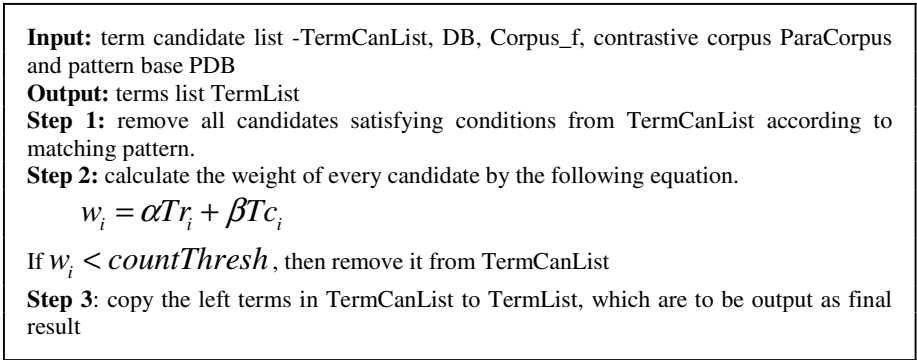 Input: term candidate list -TermCanList, DB, Corpus_f, contrastive corpus ParaCorpus
and pattern base PDB
Output: terms list TermList
Step 1: remove all candidates satisfying conditions from TermCanList according to
matching pattern.
Step 2: calculate the weight of every candidate by the following equation.
w_i = αTr_i + βTc_i
If w_i < countThresh, then remove it from TermCanList
Step 3: copy the left terms in TermCanList to TermList, which are to be output as final
result